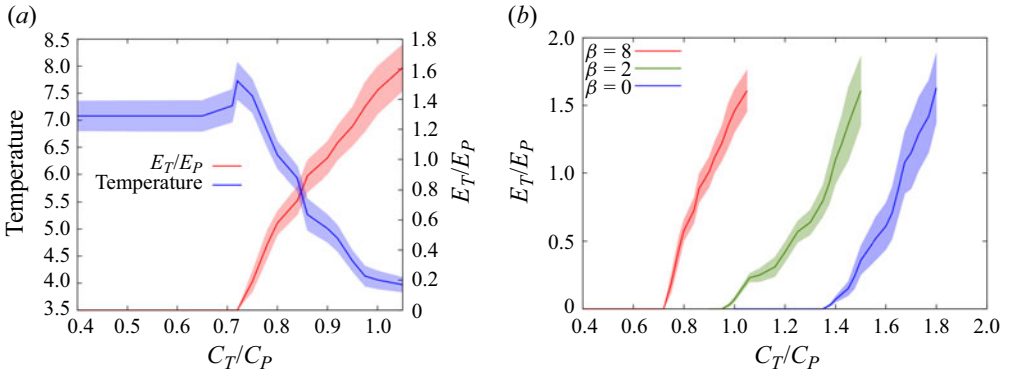 (a)
8.5
8.0
7.5
7.0
6.5
6.0
5.5
5.0
4.5
4.0
3.5
Temperature
E_T/E_P
Temperature
1.8
1.6
1.4
1.2
1.0
0.8
0.6
0.4
0.2
0
E_T/E_P
0.4 0.5 0.6 0.7 0.8 0.9 1.0
C_T/C_P
(b)
2.0
1.5
1.0
0.5
0
E_T/E_P
β = 8
β = 2
β = 0
0.4 0.6 0.8 1.0 1.2 1.4 1.6 1.8 2.0
C_T/C_P